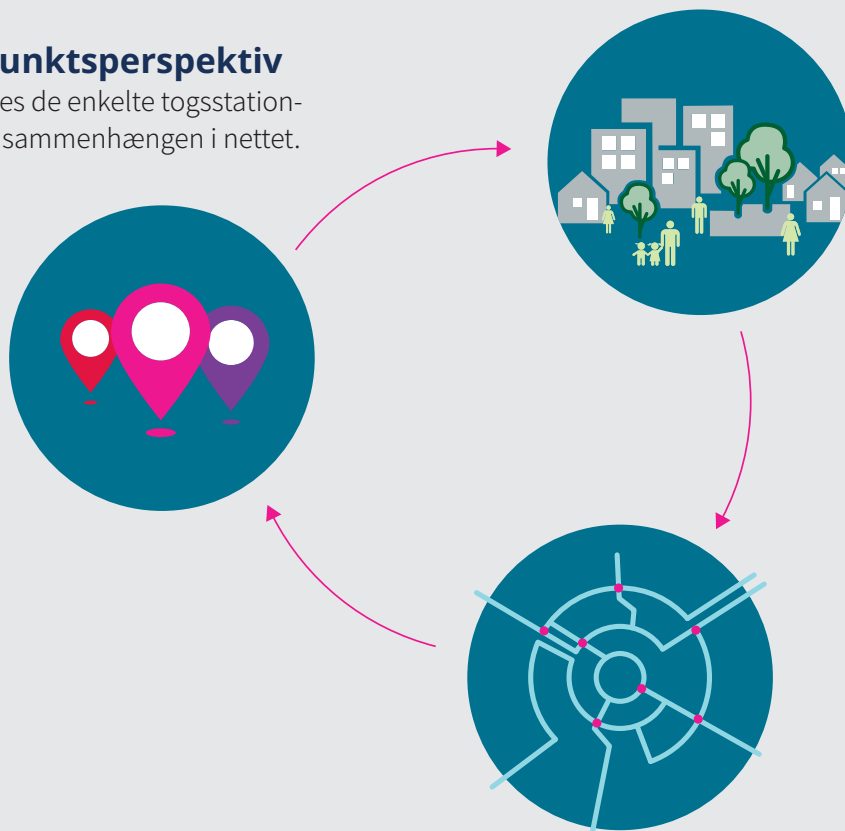 unktsperspektiv
es de enkelte togsstation-
sammenhængen i nettet.